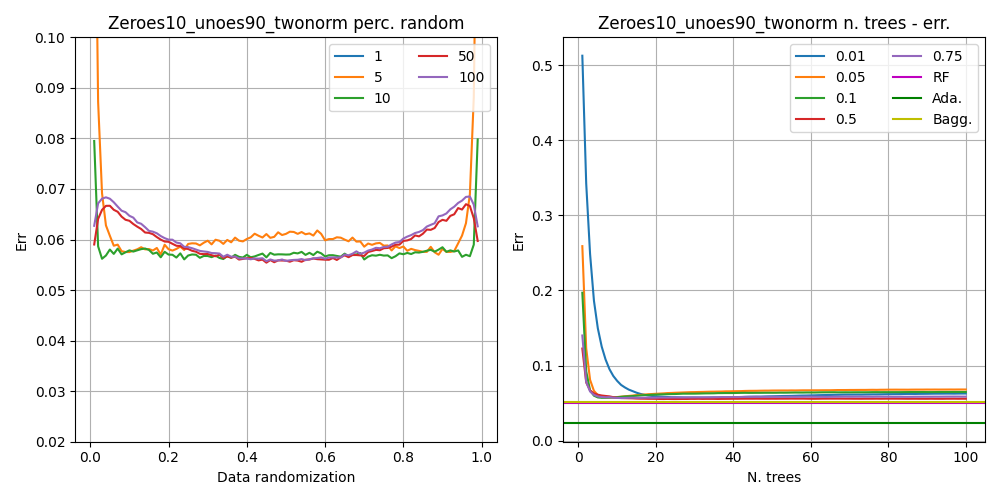 Zeroes10_unoes90_twonorm perc. random
0.10
0.09
0.08
0.07
0.06
0.05
0.04
0.03
0.02
Err
1
5
10
50
100
0.0 0.2 0.4 0.6 0.8 1.0
Data randomization
Zeroes10_unoes90_twonorm n. trees - err.
0.5
0.4
0.3
0.2
0.1
0.0
Err
0.01
0.05
0.1
0.5
0.75
RF
Ada.
Bagg.
0 20 40 60 80 100
N. trees